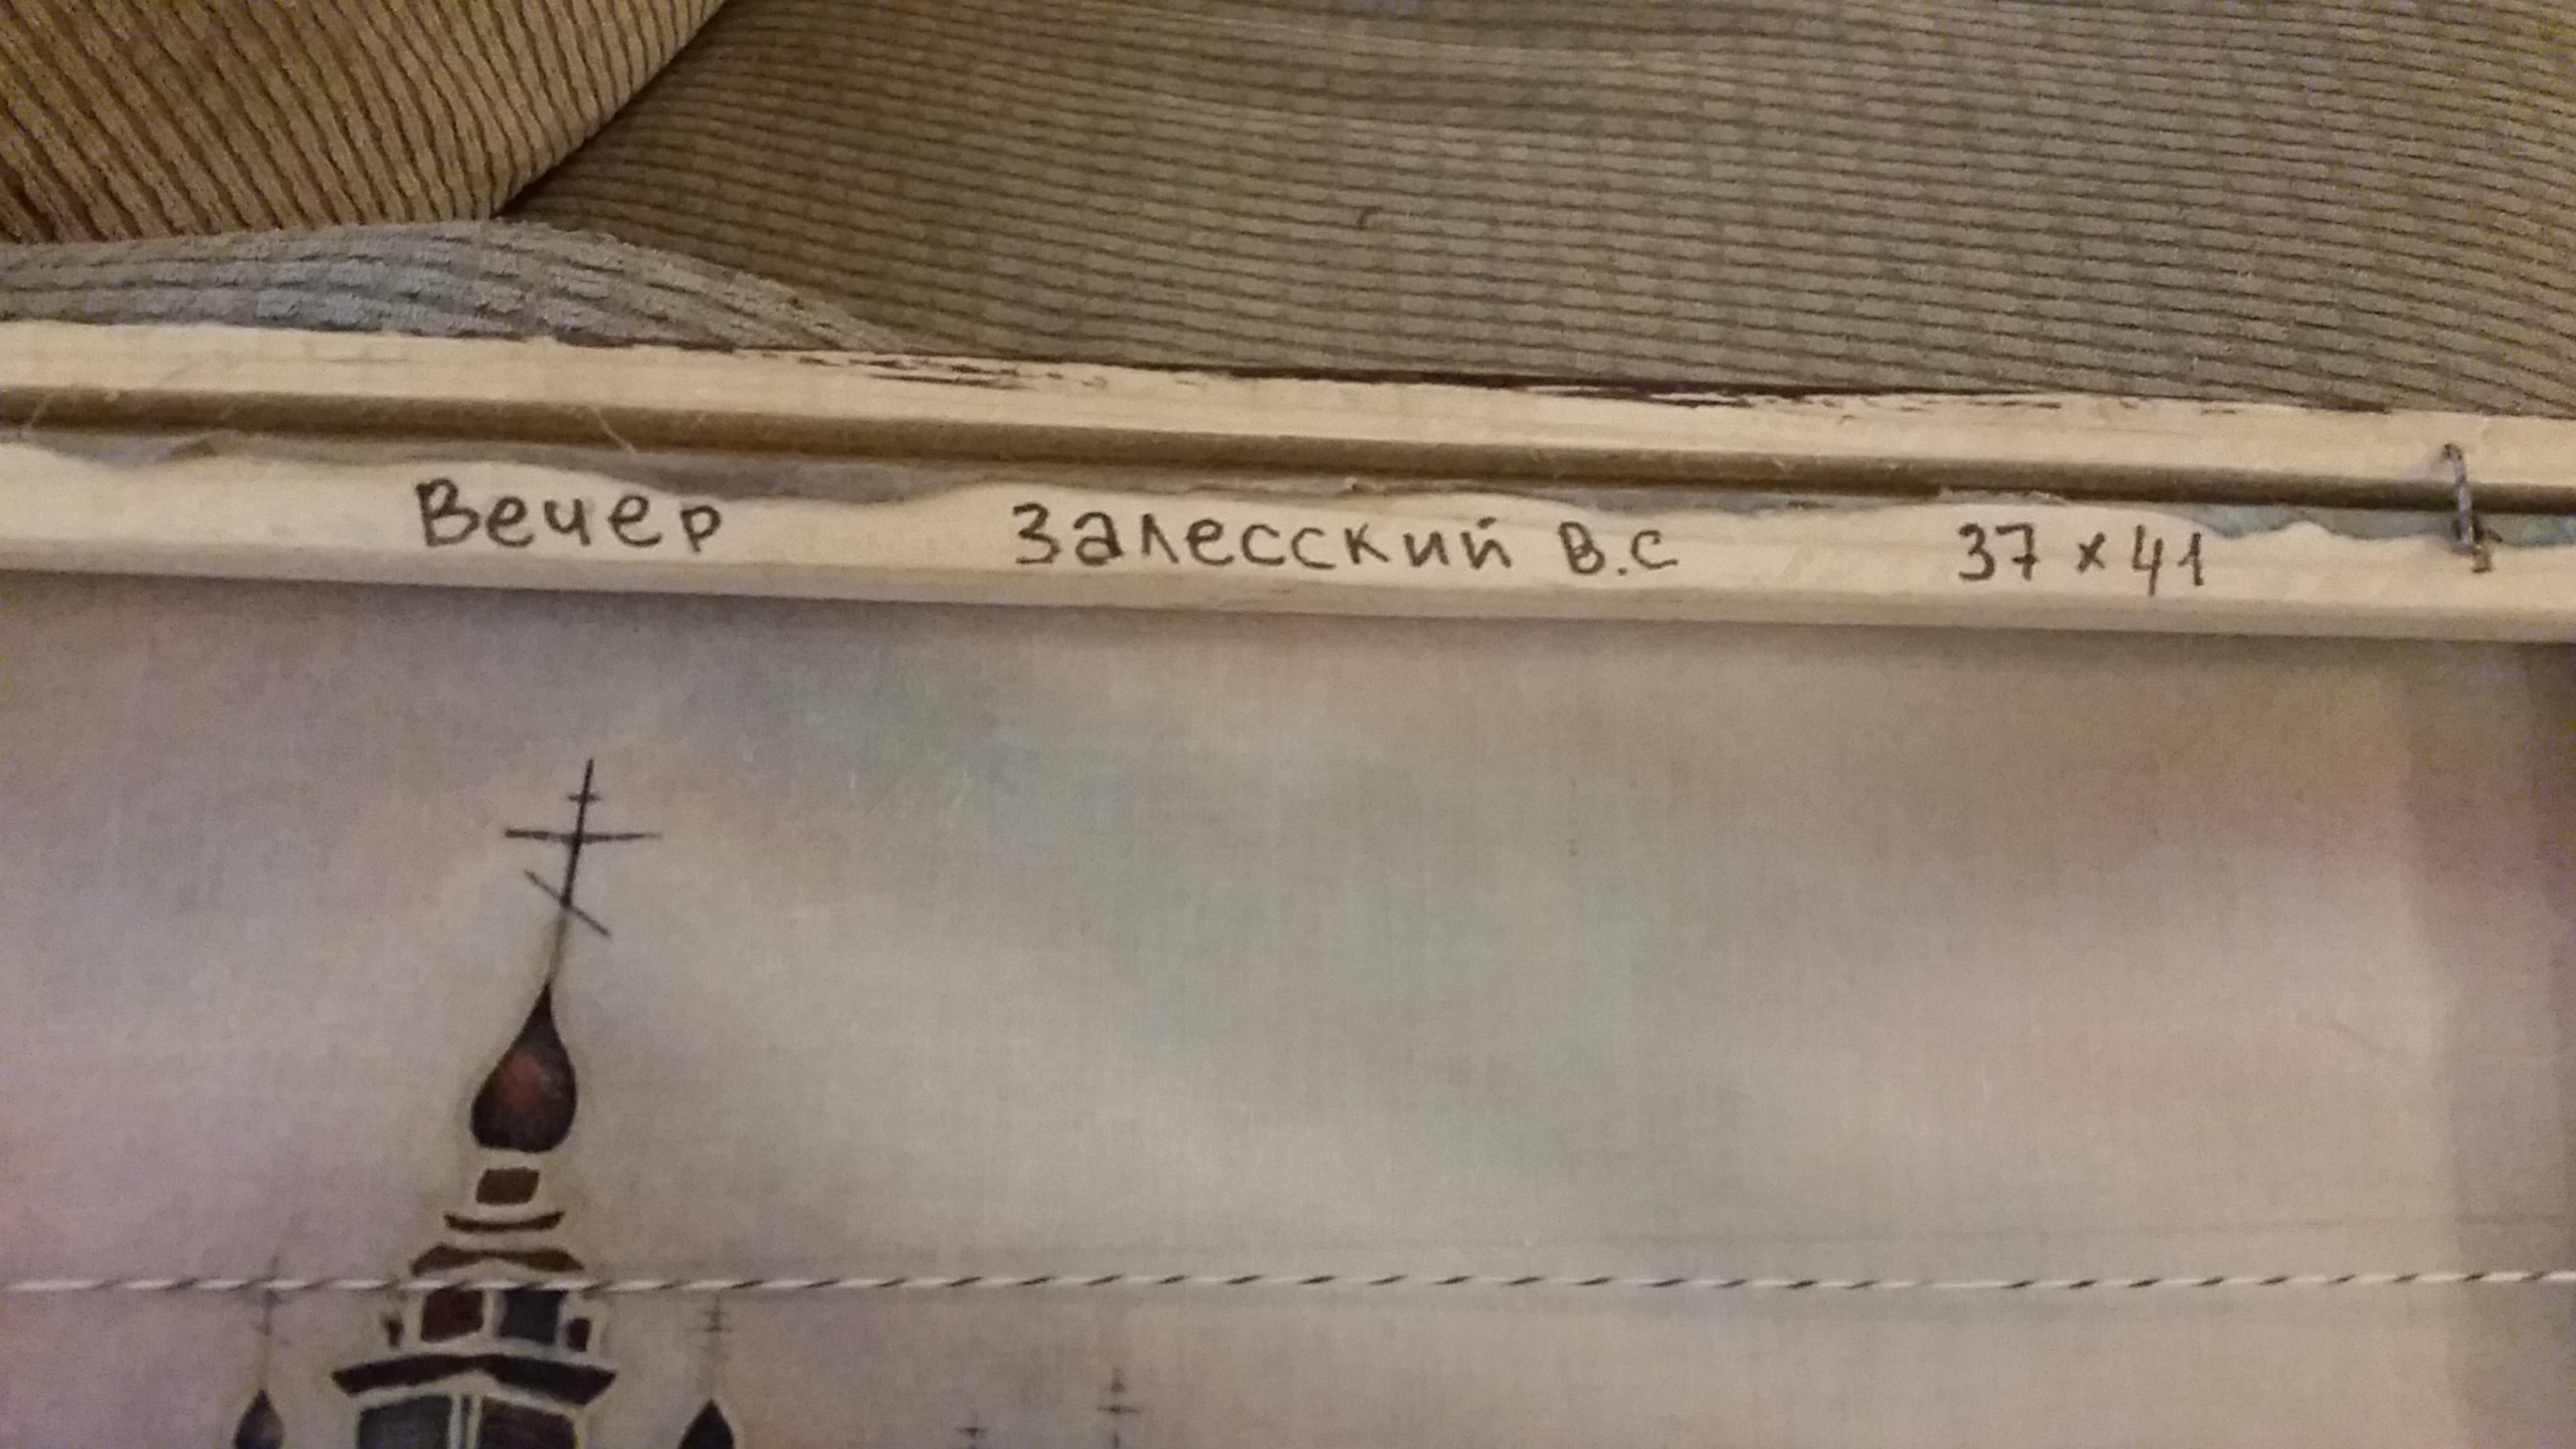 Вечер Залесский В.С 37 x 41